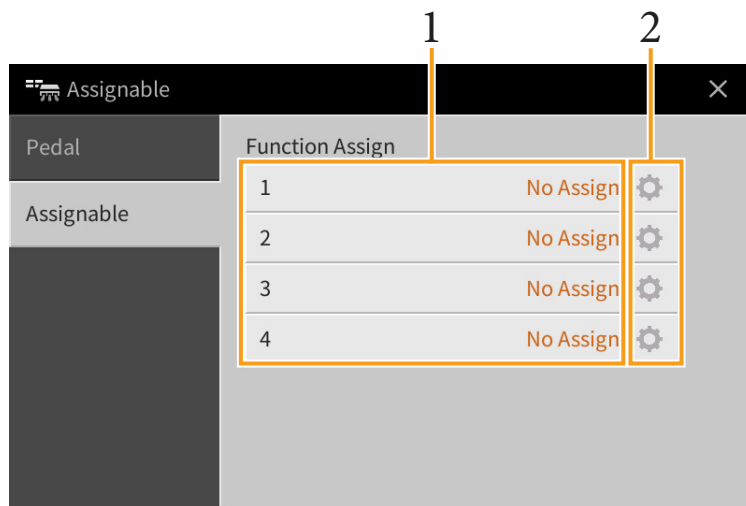 1 2
Assignable
Pedal
Function Assign
Assignable
1 No Assign
2 No Assign
3 No Assign
4 No Assign